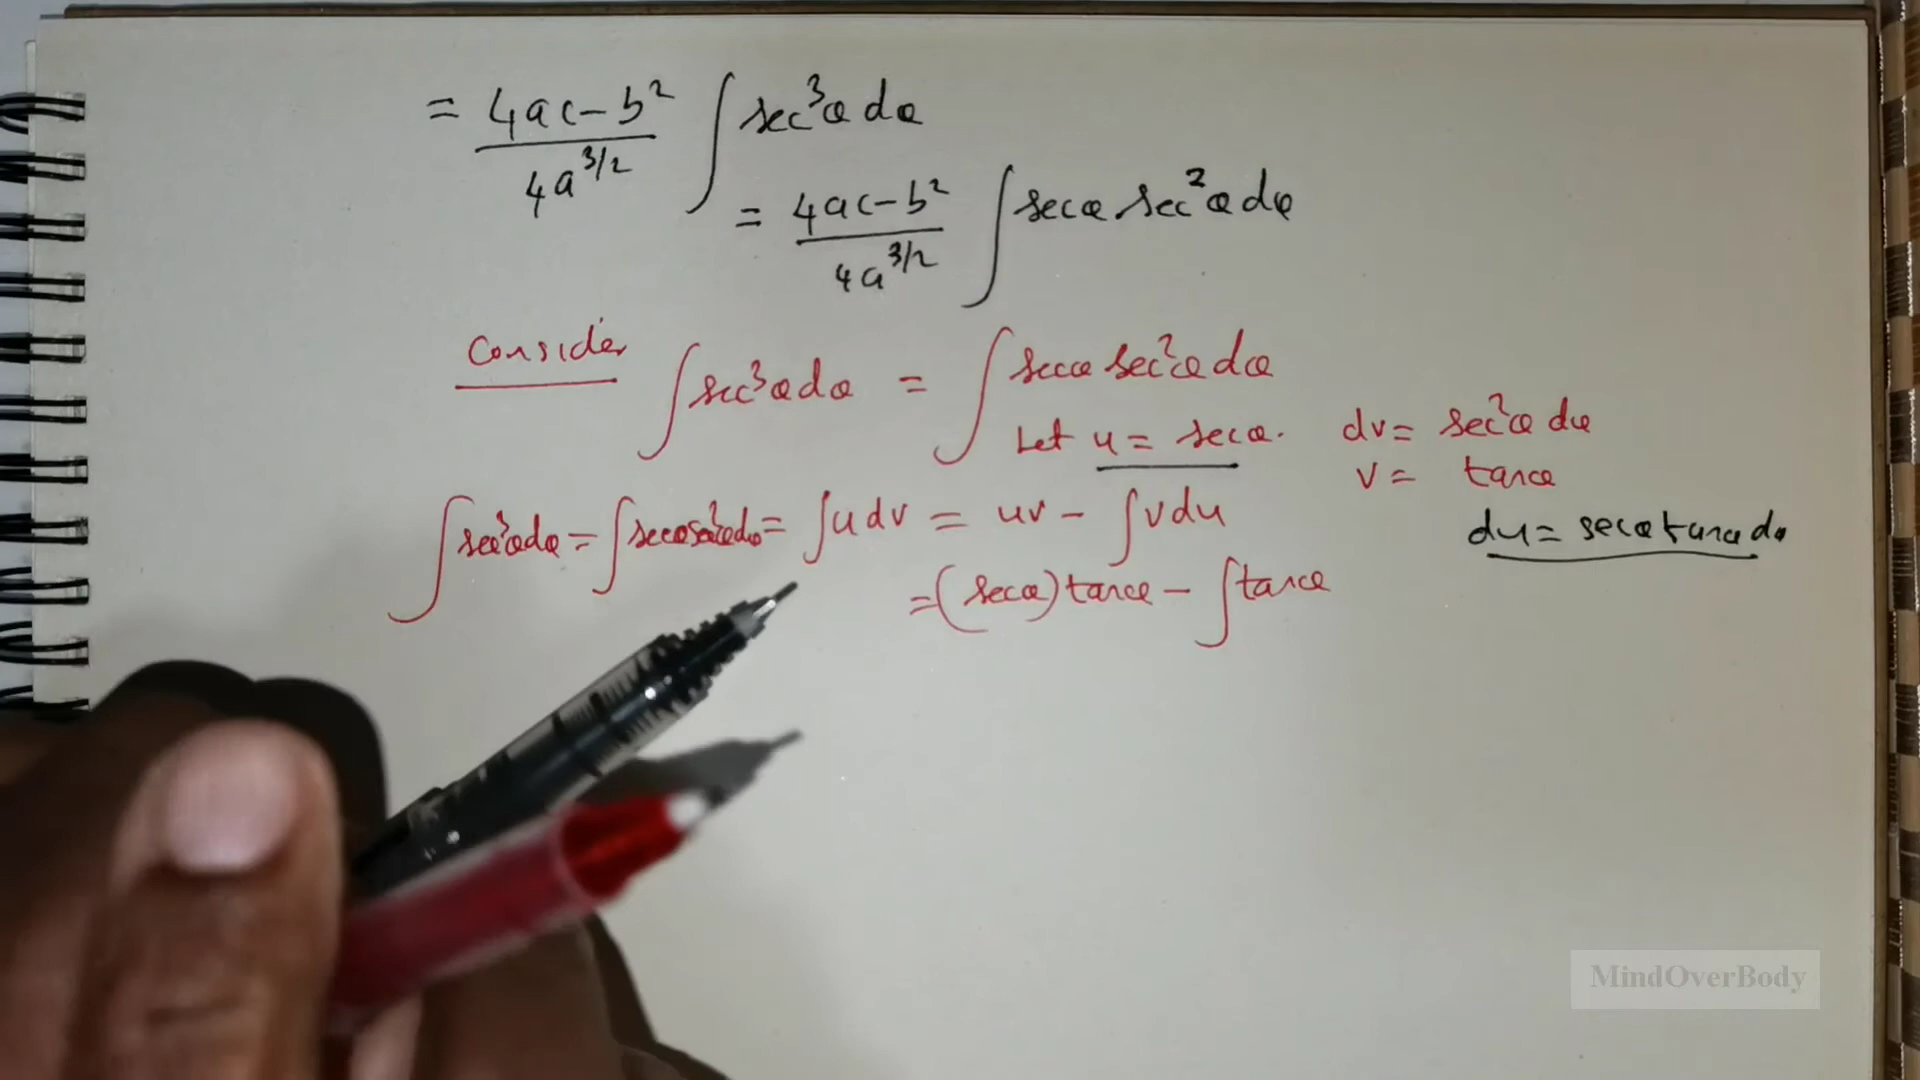 = 4ac-b² / 4a^3/2 ∫ sec³θ dθ
= 4ac-b² / 4a^3/2 ∫ secθ sec²θ dθ
Consider ∫ sec³θ dθ = ∫ secθ sec²θ dθ
Let u = secθ. dv = sec²θ dθ
v = tanθ
∫ sec³θ dθ = ∫ secθ sec²θ dθ = ∫ u dv = uv - ∫ v du
du = secθ tanθ dθ
= (secθ) tanθ - ∫ tanθ
MindOverBody